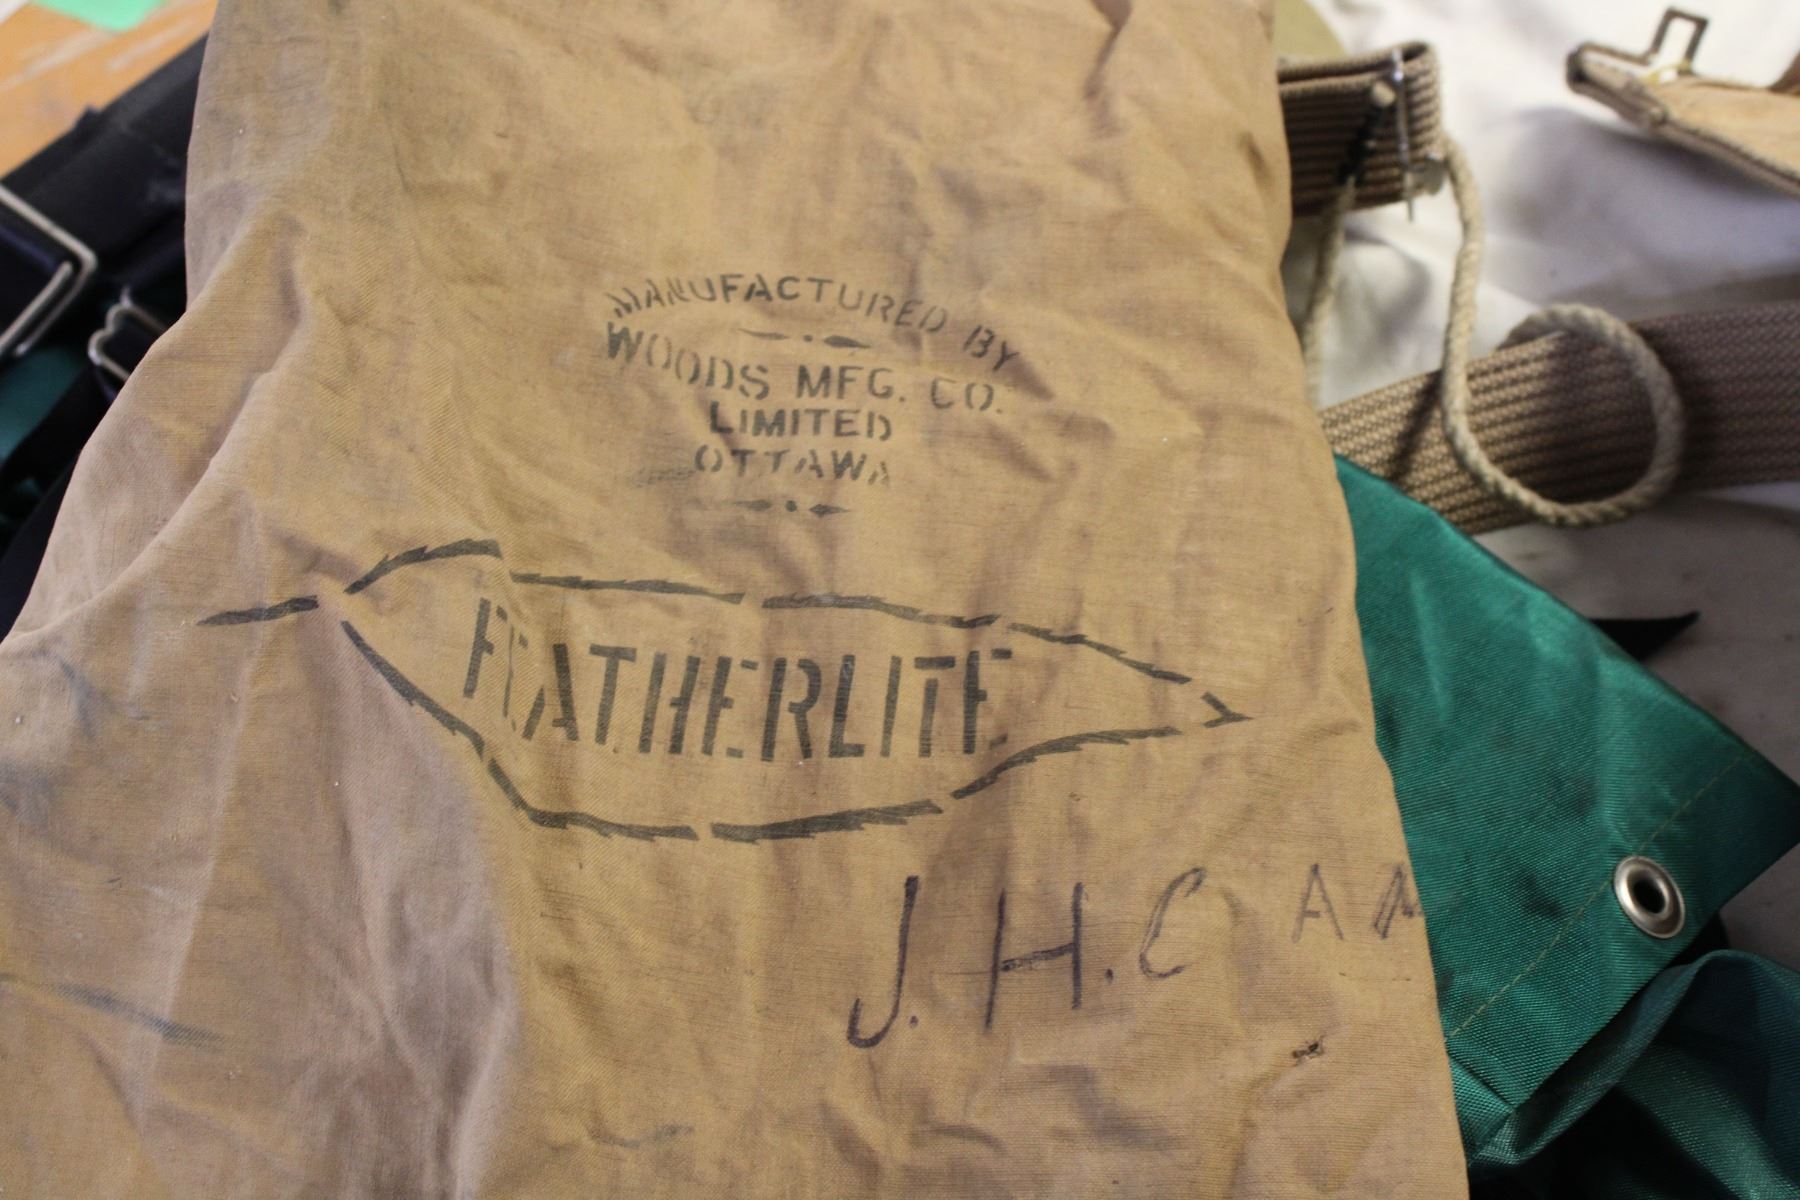 MANUFACTURED BY
WOODS MFG. CO.
LIMITED
OTTAWA
FEATHERLITE
J. H. C